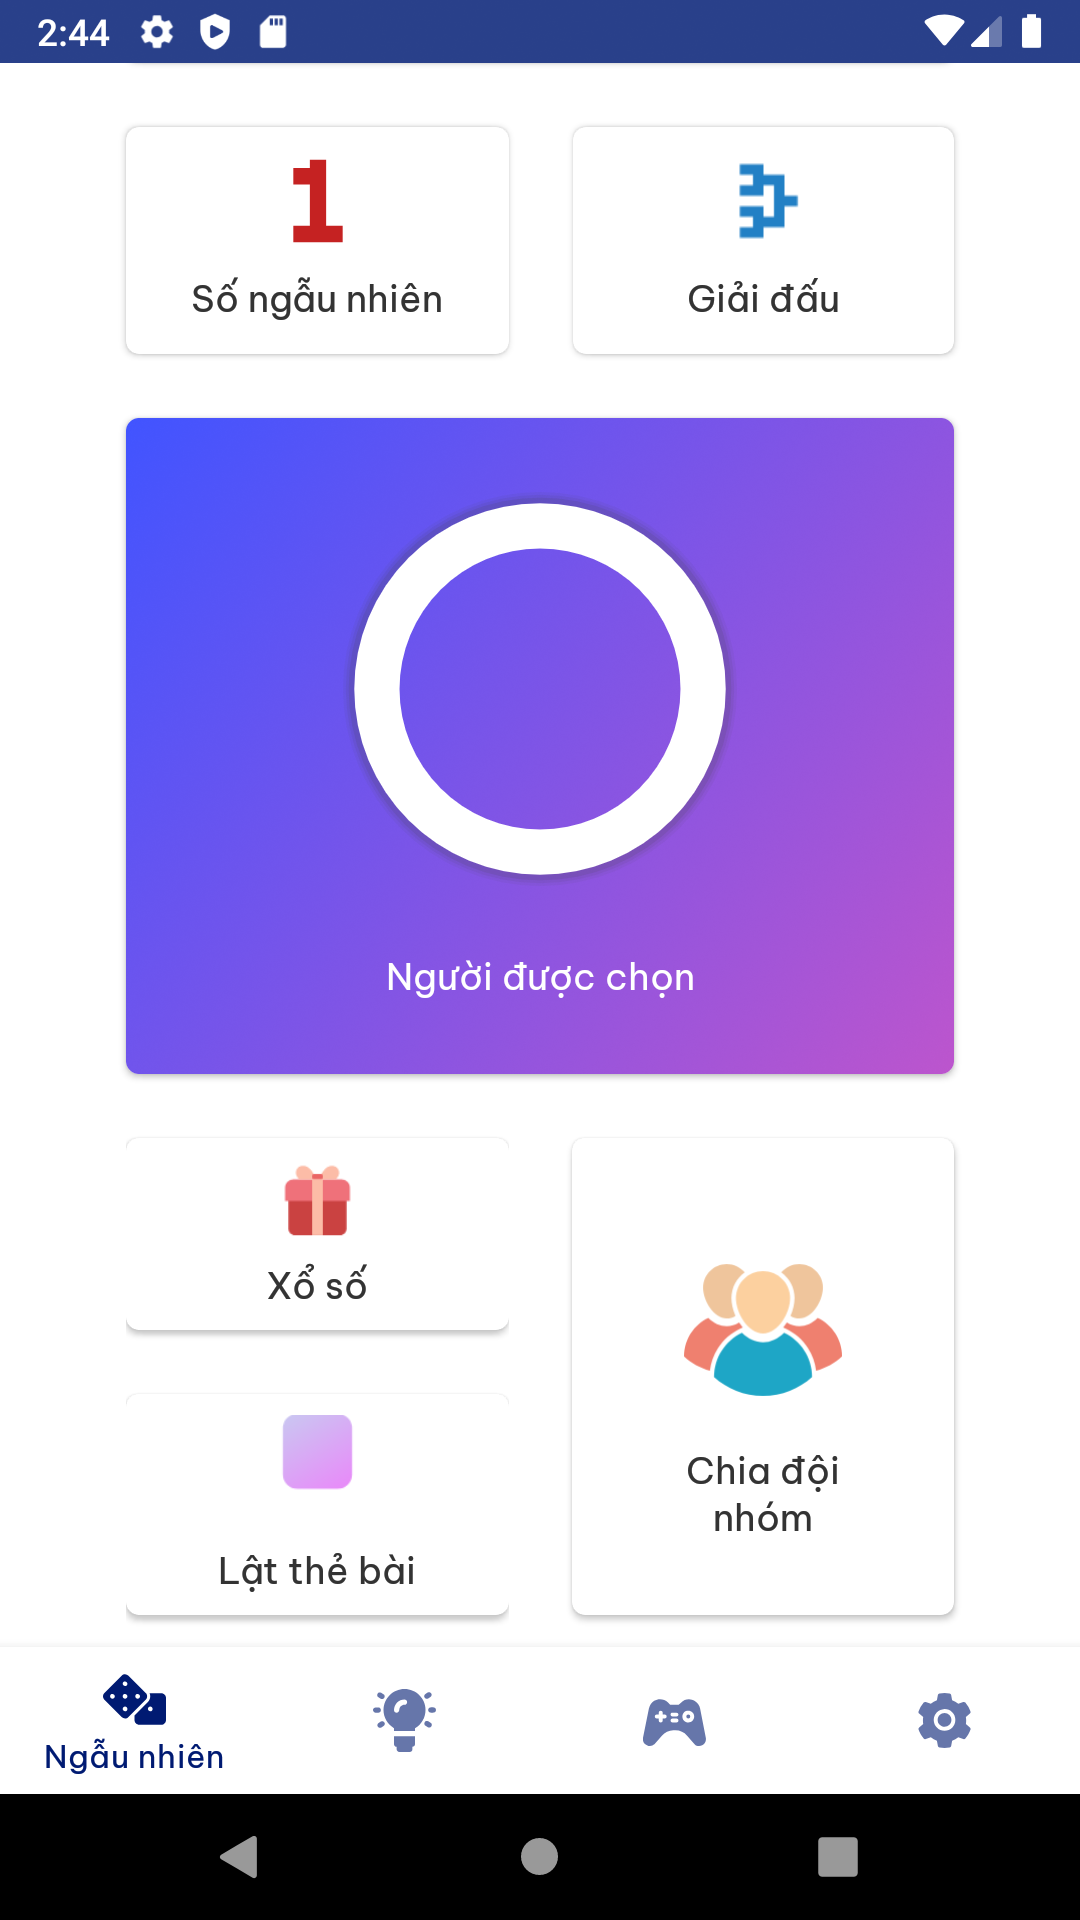 2:44
1
Số ngẫu nhiên
Giải đấu
Người được chọn
Xổ số
Chia đội
nhóm
Lật thẻ bài
Ngẫu nhiên